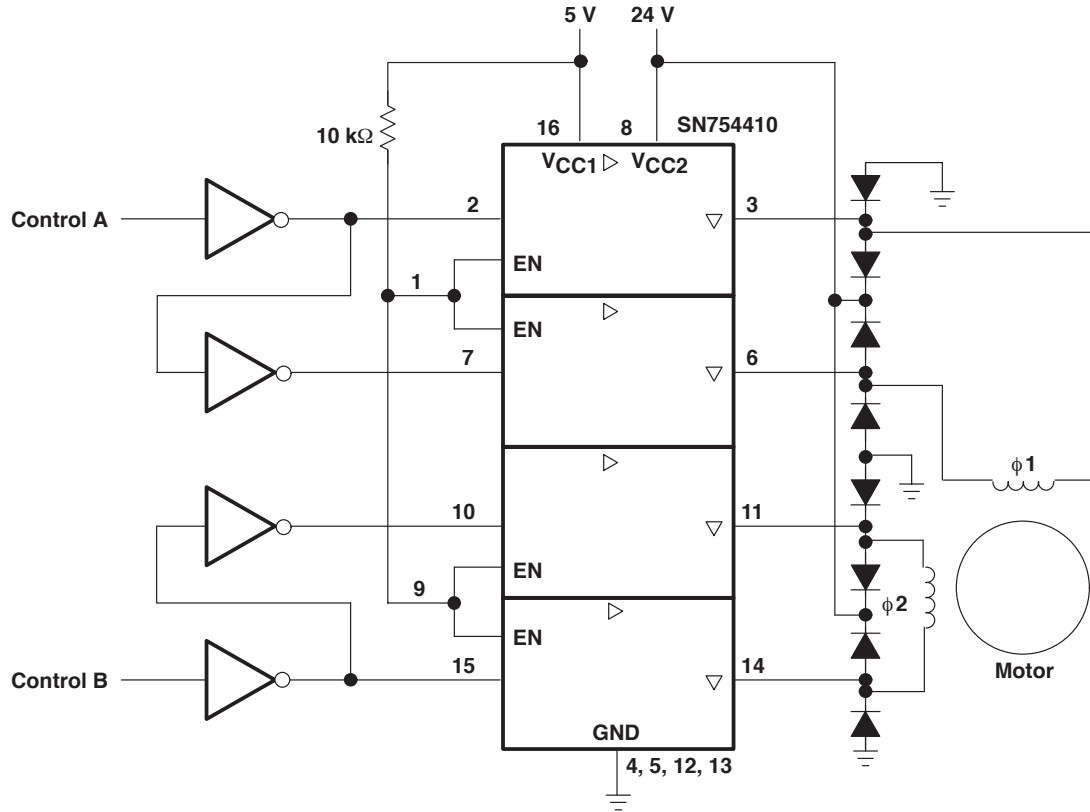 5 V
24 V
SN754410
10 kΩ
16
8
VCC1
VCC2
Control A
2
3
EN
1
EN
7
6
ϕ1
10
11
EN
9
ϕ2
EN
Control B
15
14
Motor
GND
4, 5, 12, 13